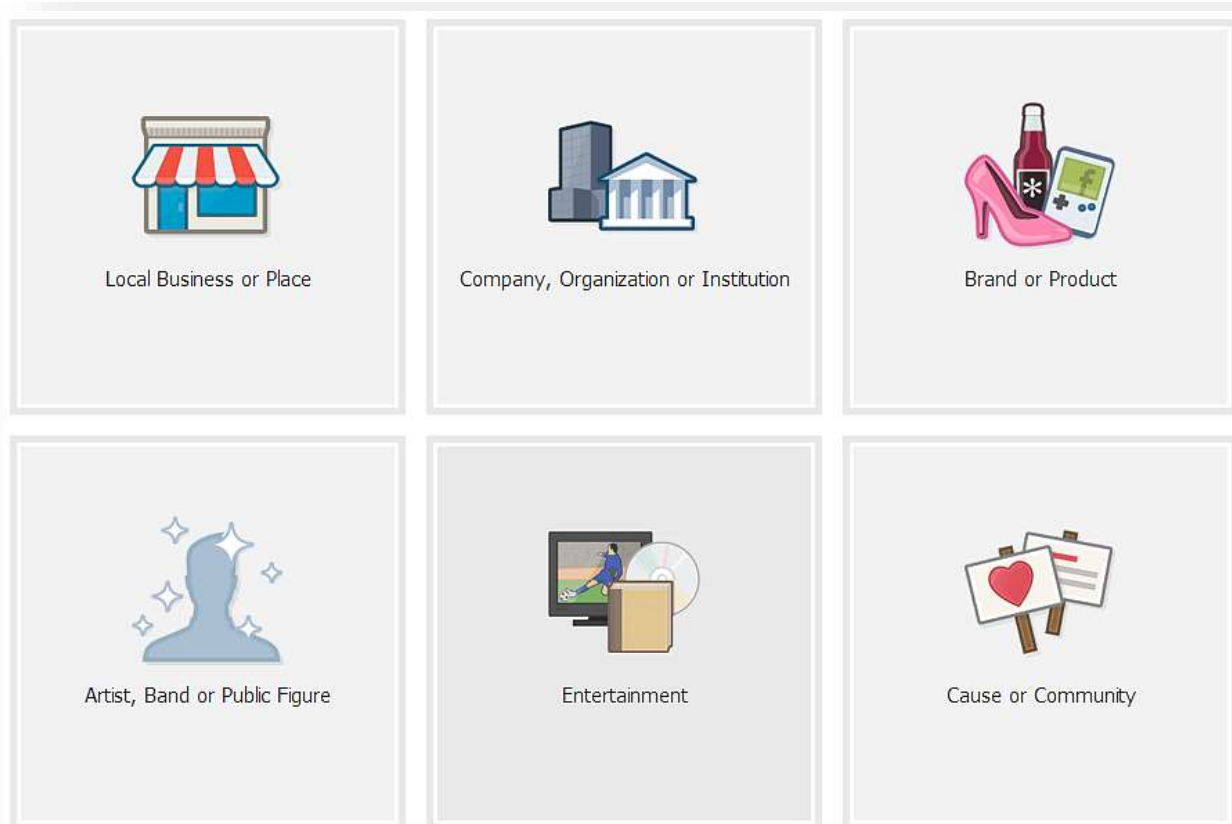 Local Business or Place
Company, Organization or Institution
Brand or Product
Artist, Band or Public Figure
Entertainment
Cause or Community